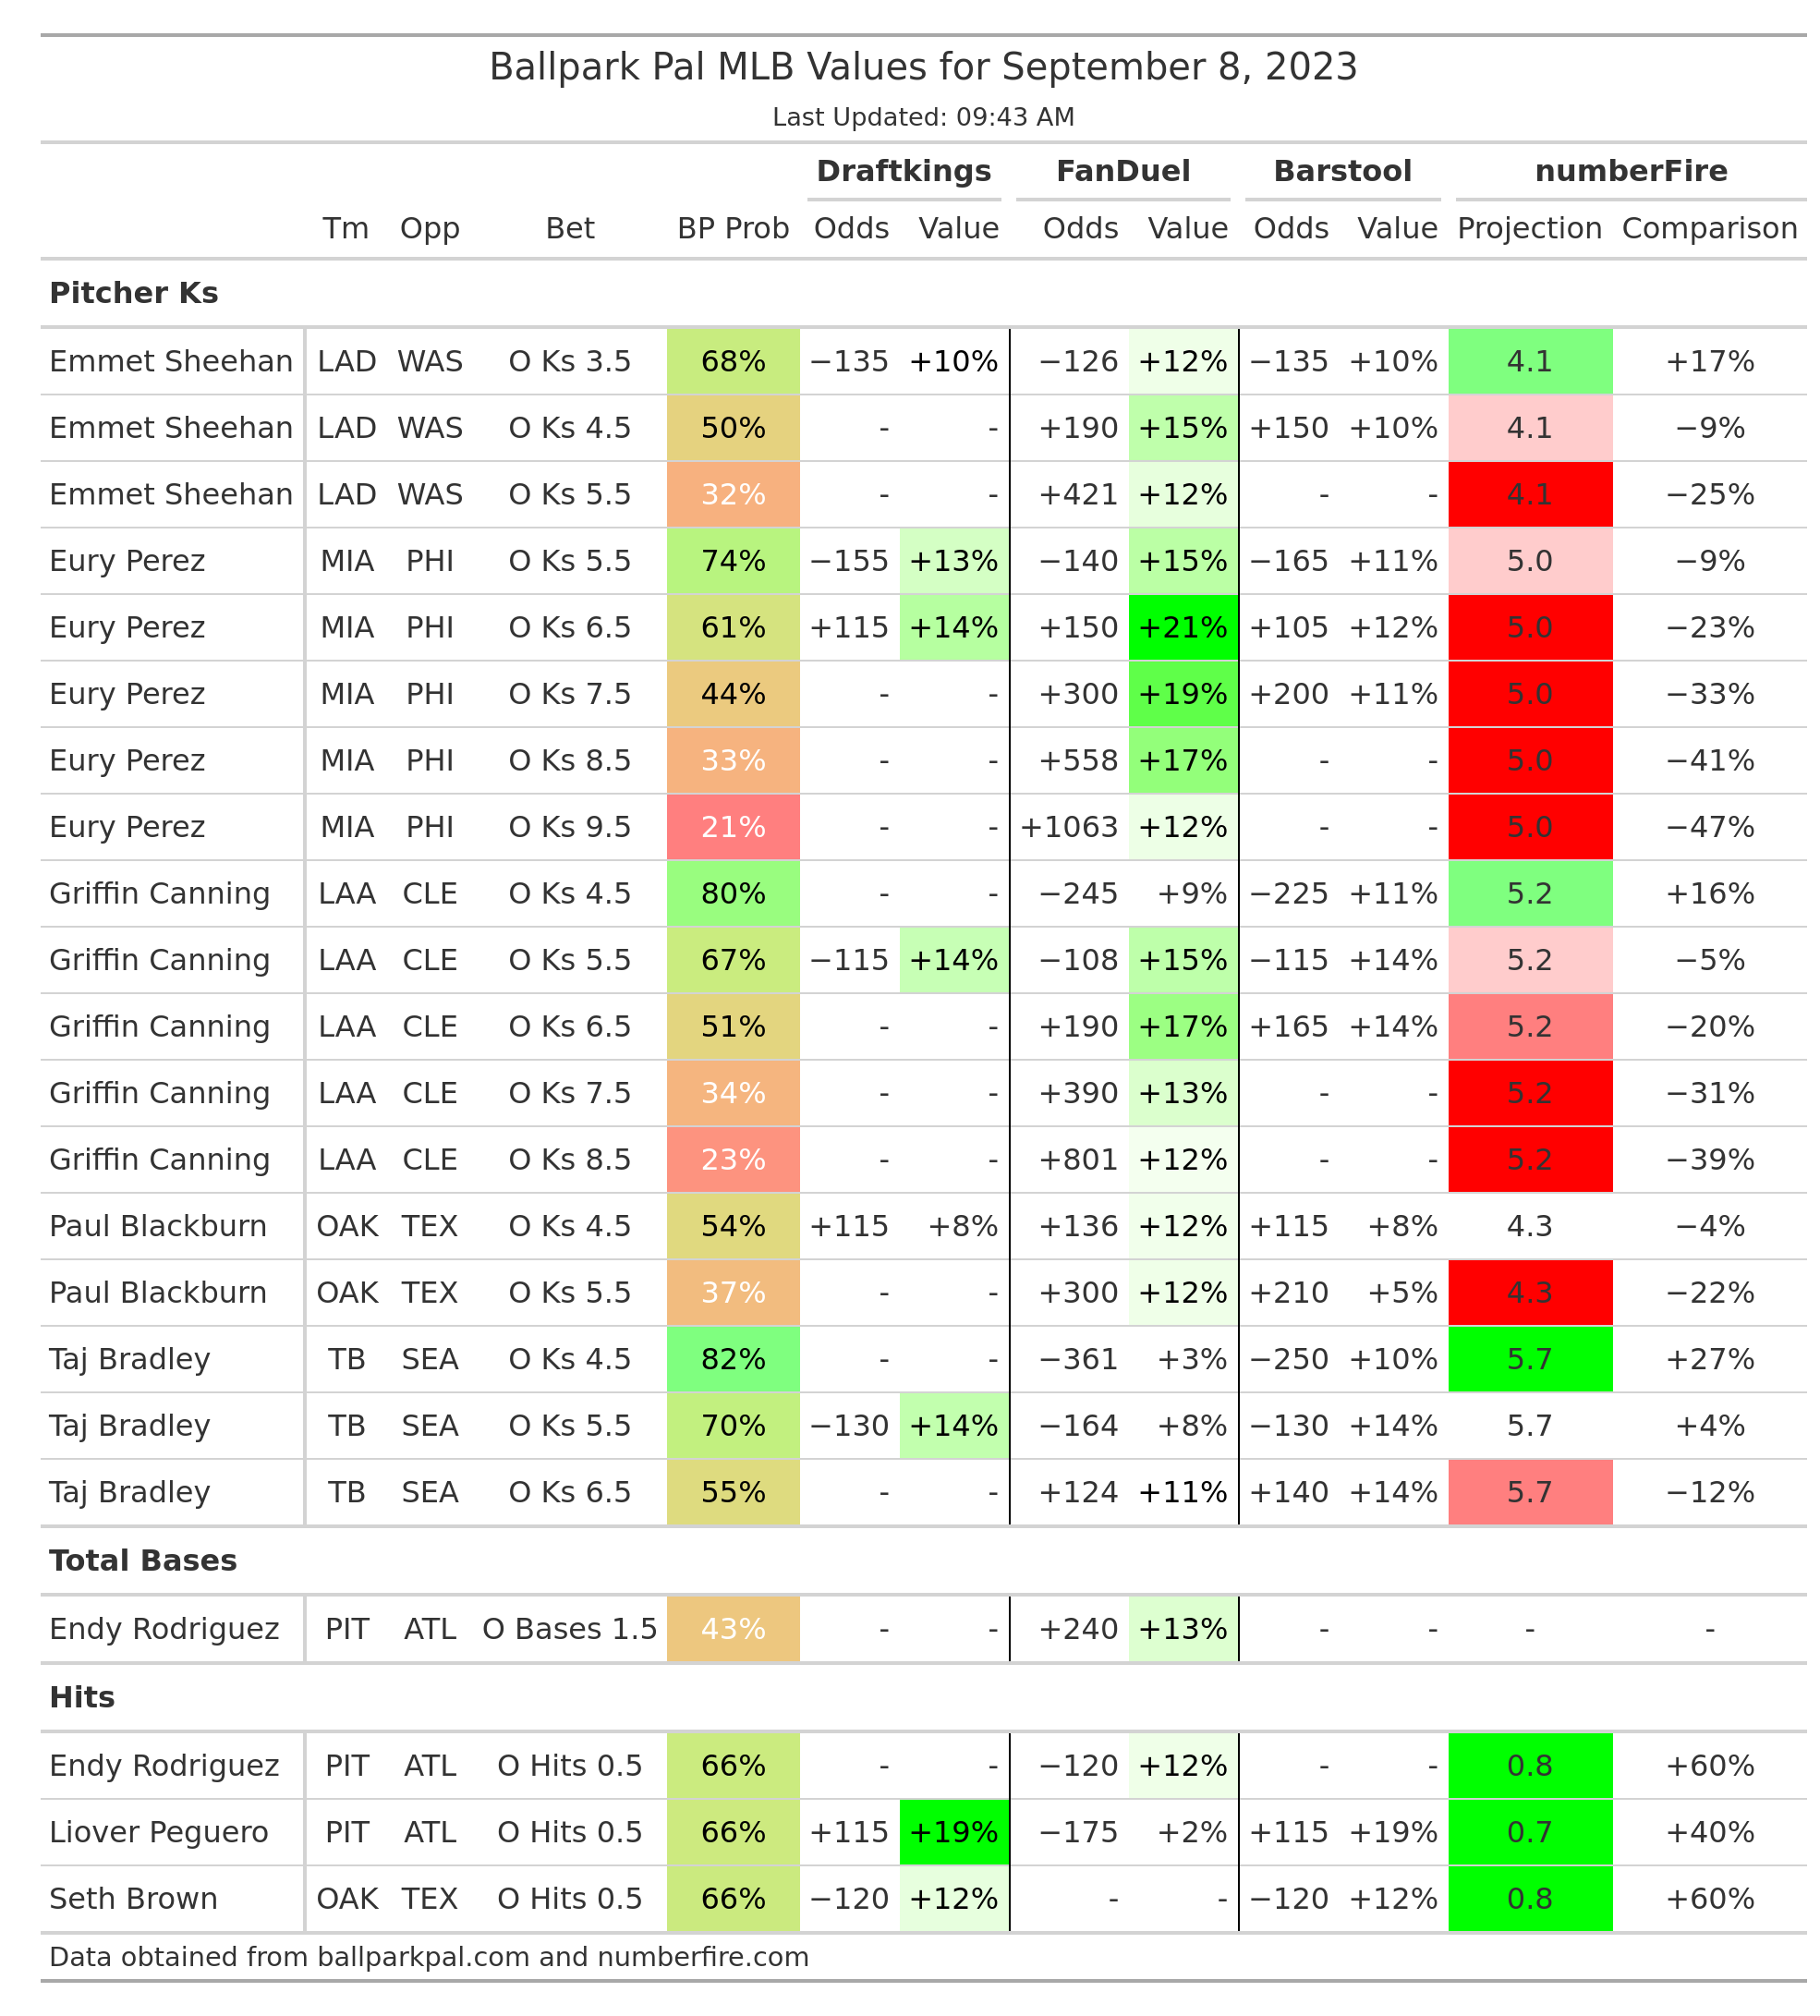 Ballpark Pal MLB Values for September 8, 2023
Last Updated: 09:43 AM
Draftkings FanDuel Barstool numberFire
Tm Opp Bet BP Prob Odds Value Odds Value Odds Value Projection Comparison
Pitcher Ks
Emmet Sheehan LAD WAS O Ks 3.5 68% −135 +10% −126 +12% −135 +10% 4.1 +17%
Emmet Sheehan LAD WAS O Ks 4.5 50% - - +190 +15% +150 +10% 4.1 −9%
Emmet Sheehan LAD WAS O Ks 5.5 32% - - +421 +12% - - 4.1 −25%
Eury Perez MIA PHI O Ks 5.5 74% −155 +13% −140 +15% −165 +11% 5.0 −9%
Eury Perez MIA PHI O Ks 6.5 61% +115 +14% +150 +21% +105 +12% 5.0 −23%
Eury Perez MIA PHI O Ks 7.5 44% - - +300 +19% +200 +11% 5.0 −33%
Eury Perez MIA PHI O Ks 8.5 33% - - +558 +17% - - 5.0 −41%
Eury Perez MIA PHI O Ks 9.5 21% - - +1063 +12% - - 5.0 −47%
Griffin Canning LAA CLE O Ks 4.5 80% - - −245 +9% −225 +11% 5.2 +16%
Griffin Canning LAA CLE O Ks 5.5 67% −115 +14% −108 +15% −115 +14% 5.2 −5%
Griffin Canning LAA CLE O Ks 6.5 51% - - +190 +17% +165 +14% 5.2 −20%
Griffin Canning LAA CLE O Ks 7.5 34% - - +390 +13% - - 5.2 −31%
Griffin Canning LAA CLE O Ks 8.5 23% - - +801 +12% - - 5.2 −39%
Paul Blackburn OAK TEX O Ks 4.5 54% +115 +8% +136 +12% +115 +8% 4.3 −4%
Paul Blackburn OAK TEX O Ks 5.5 37% - - +300 +12% +210 +5% 4.3 −22%
Taj Bradley TB SEA O Ks 4.5 82% - - −361 +3% −250 +10% 5.7 +27%
Taj Bradley TB SEA O Ks 5.5 70% −130 +14% −164 +8% −130 +14% 5.7 +4%
Taj Bradley TB SEA O Ks 6.5 55% - - +124 +11% +140 +14% 5.7 −12%
Total Bases
Endy Rodriguez PIT ATL O Bases 1.5 43% - - +240 +13% - - - -
Hits
Endy Rodriguez PIT ATL O Hits 0.5 66% - - −120 +12% - - 0.8 +60%
Liover Peguero PIT ATL O Hits 0.5 66% +115 +19% −175 +2% +115 +19% 0.7 +40%
Seth Brown OAK TEX O Hits 0.5 66% −120 +12% - - −120 +12% 0.8 +60%
Data obtained from ballparkpal.com and numberfire.com